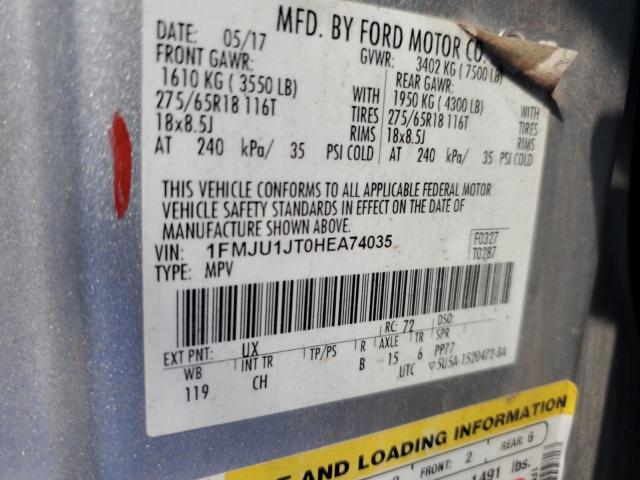 MFD. BY FORD MOTOR CO.
DATE: 05/17
GVWR: 3402 KG (7500 LB)
FRONT GAWR:
REAR GAWR:
1610 KG (3550 LB)
1950 KG (4300 LB)
275/65R18 116T WITH TIRES
275/65R18 116T WITH TIRES
18x8.5J RIMS
18x8.5J RIMS
AT 240 kPa/ 35 PSI COLD
AT 240 kPa/ 35 PSI COLD
THIS VEHICLE CONFORMS TO ALL APPLICABLE FEDERAL MOTOR
VEHICLE SAFETY STANDARDS IN EFFECT ON THE DATE OF
MANUFACTURE SHOWN ABOVE.
VIN: 1FMJU1JT0HEA74035
F0327
TYPE: MPV
T0287
RC: 72 DSO:
EXT PNT: UX
WB INT TR TP/PS R AXLE TR SPR
119 CH B 15 6 PP77
UTC ▽5U5A-1520472-BA
AND LOADING INFORMATION
FRONT: 2 REAR: 6
1491 lbs.